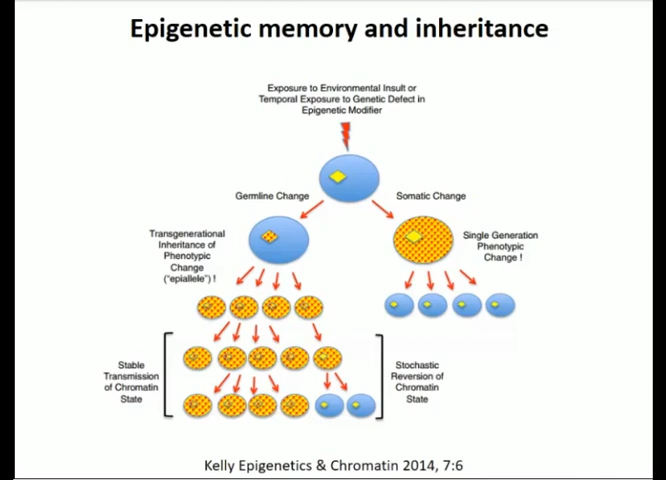 Epigenetic memory and inheritance
Exposure to Environmental Insult or
Temporal Exposure to Genetic Defect in
Epigenetic Modifier
Germline Change
Somatic Change
Transgenerational
Inheritance of
Phenotypic
Change
("epiallele") !
Single Generation
Phenotypic
Change !
Stable
Transmission
of Chromatin
State
Stochastic
Reversion of
Chromatin
State
Kelly Epigenetics & Chromatin 2014, 7:6